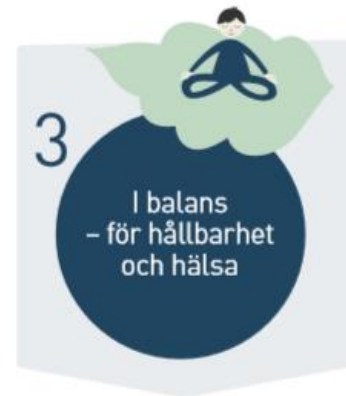 3
I balans
– för hållbarhet
och hälsa